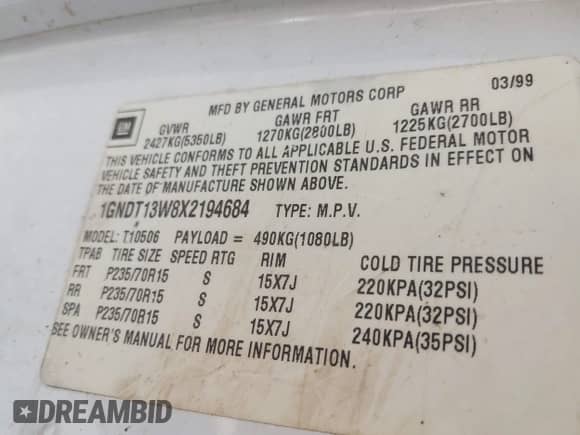 GM
MFD BY GENERAL MOTORS CORP 03/99
GVWR GAWR FRT GAWR RR
2427KG(5350LB) 1270KG(2800LB) 1225KG(2700LB)
THIS VEHICLE CONFORMS TO ALL APPLICABLE U.S. FEDERAL MOTOR
VEHICLE SAFETY AND THEFT PREVENTION STANDARDS IN EFFECT ON
THE DATE OF MANUFACTURE SHOWN ABOVE.
1GNDT13W8X2194684 TYPE: M.P.V.
MODEL: T10506 PAYLOAD = 490KG(1080LB)
TPAB TIRE SIZE SPEED RTG RIM COLD TIRE PRESSURE
FRT P235/70R15 S 15X7J 220KPA(32PSI)
RR P235/70R15 S 15X7J 220KPA(32PSI)
SPA P235/70R15 S 15X7J 240KPA(35PSI)
SEE OWNER'S MANUAL FOR MORE INFORMATION.
DREAMBID